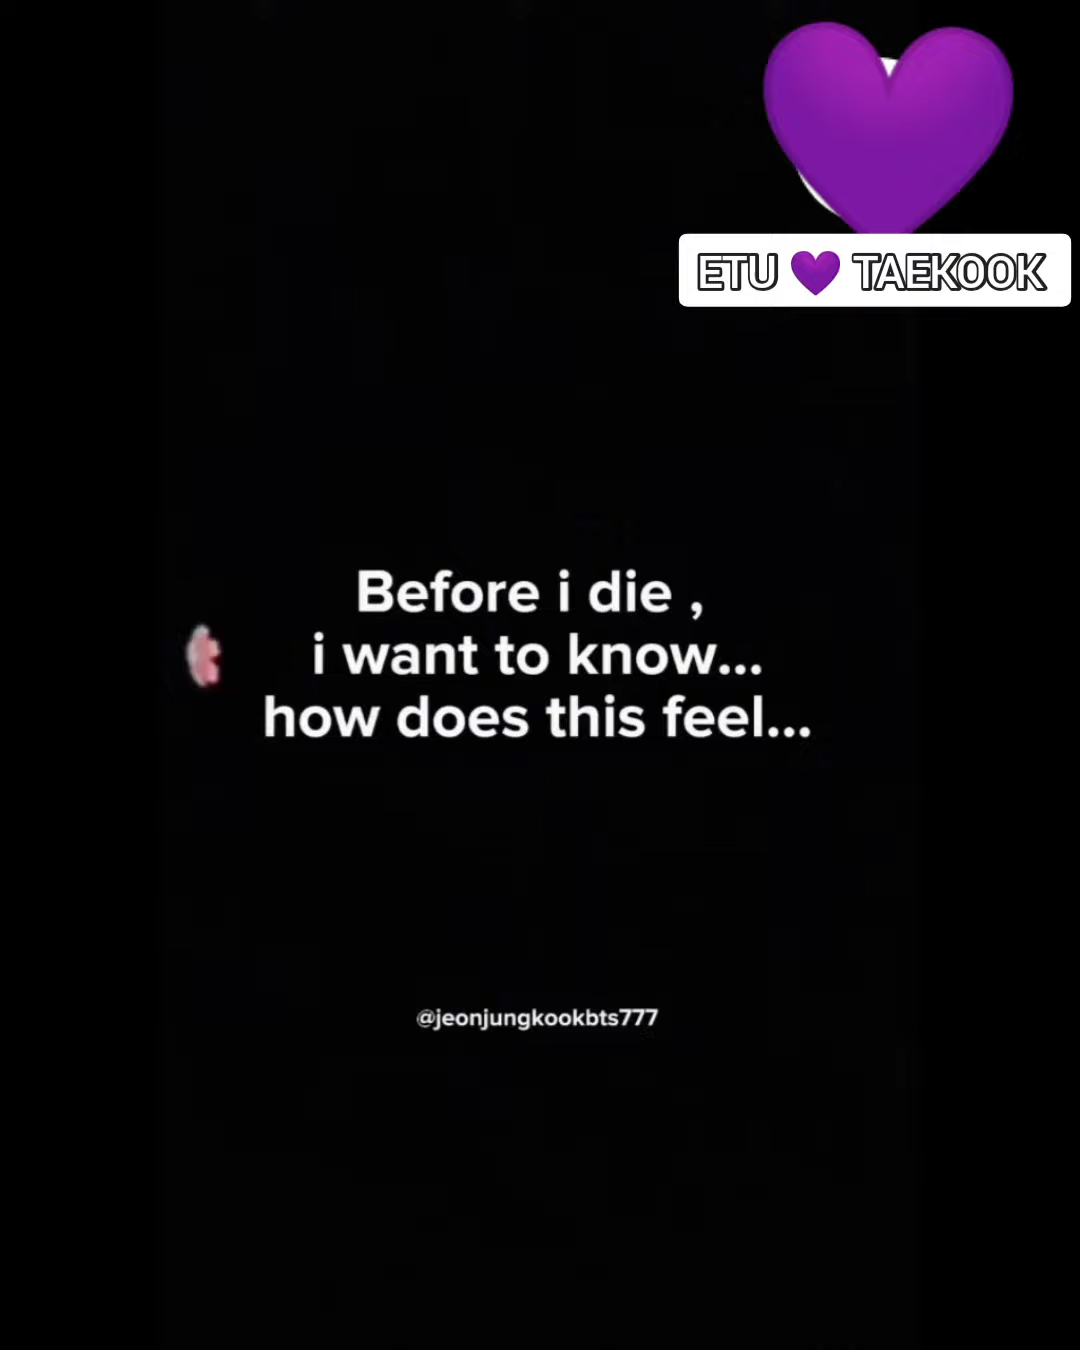 ETU 💜 TAEKOOK
Before i die ,
i want to know...
how does this feel...
@jeonjungkookbts777